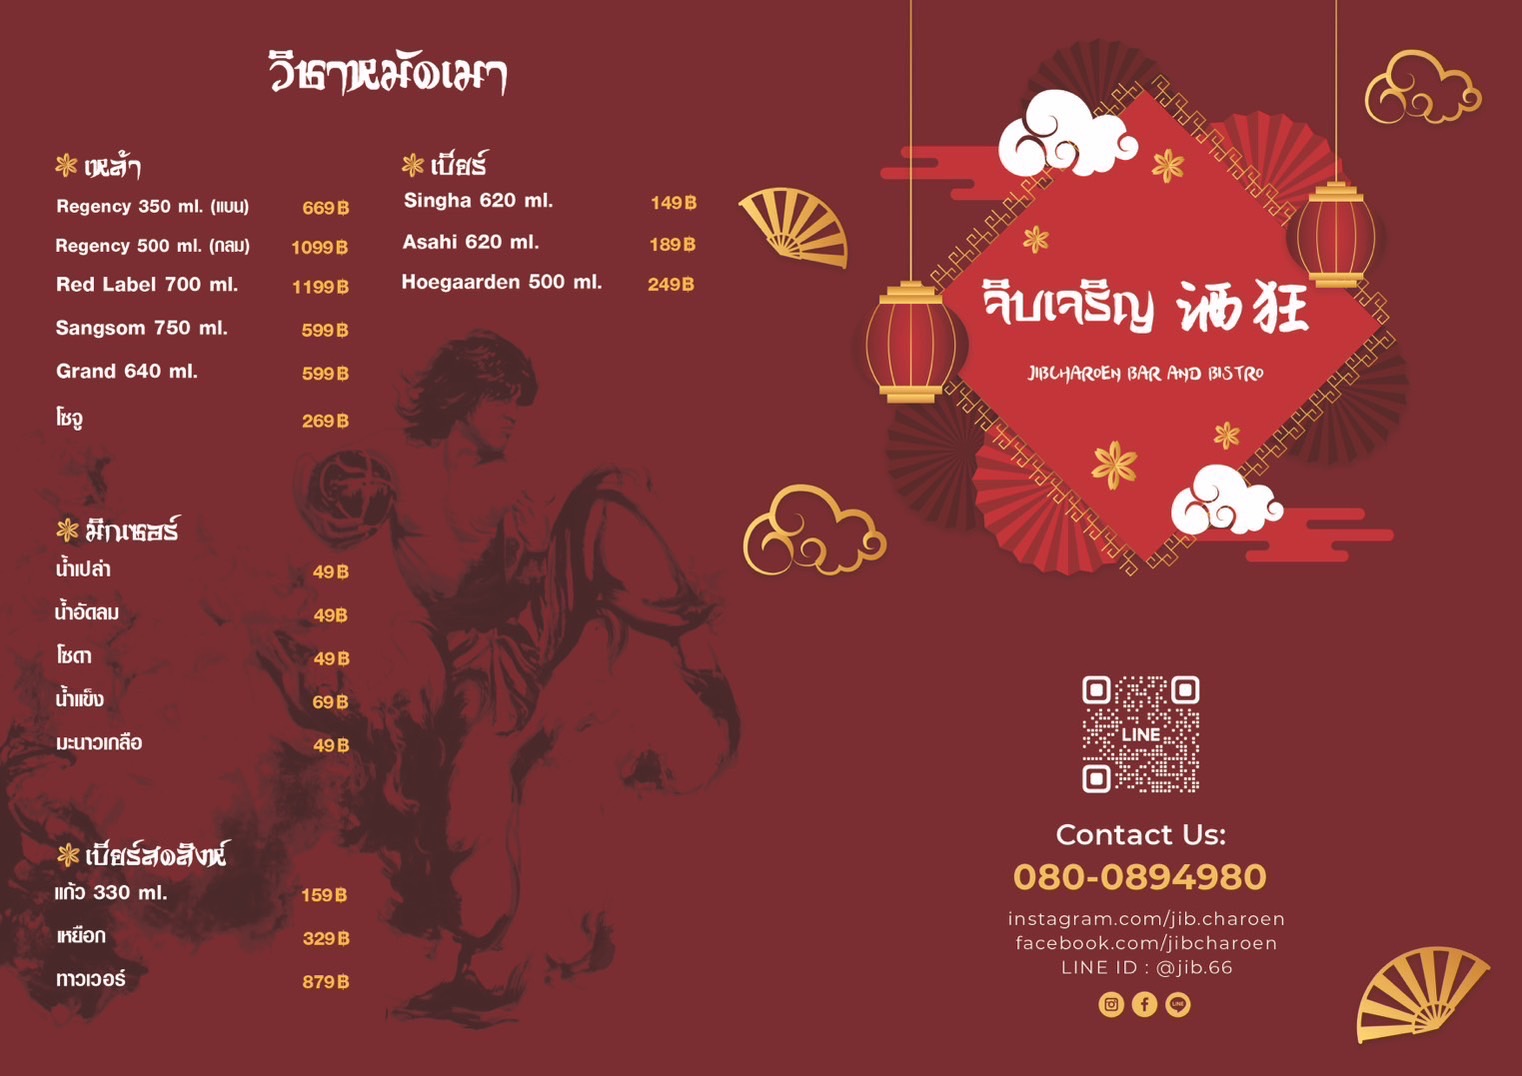 วิชาหมัดเมา
เหล้า
Regency 350 ml. (แบน) 669฿
Regency 500 ml. (กลม) 1099฿
Red Label 700 ml. 1199฿
Sangsom 750 ml. 599฿
Grand 640 ml. 599฿
โซจู 269฿
มิกเซอร์
น้ำเปล่า 49฿
น้ำอัดลม 49฿
โซดา 49฿
น้ำแข็ง 69฿
มะนาวเกลือ 49฿
เบียร์สดสิงห์
แก้ว 330 ml. 159฿
เหยือก 329฿
ทาวเวอร์ 879฿
เบียร์
Singha 620 ml. 149฿
Asahi 620 ml. 189฿
Hoegaarden 500 ml. 249฿
จิบเจริญ 洒狂
JIBCHAROEN BAR AND BISTRO
LINE
Contact Us:
080-0894980
instagram.com/jib.charoen
facebook.com/jibcharoen
LINE ID : @jib.66